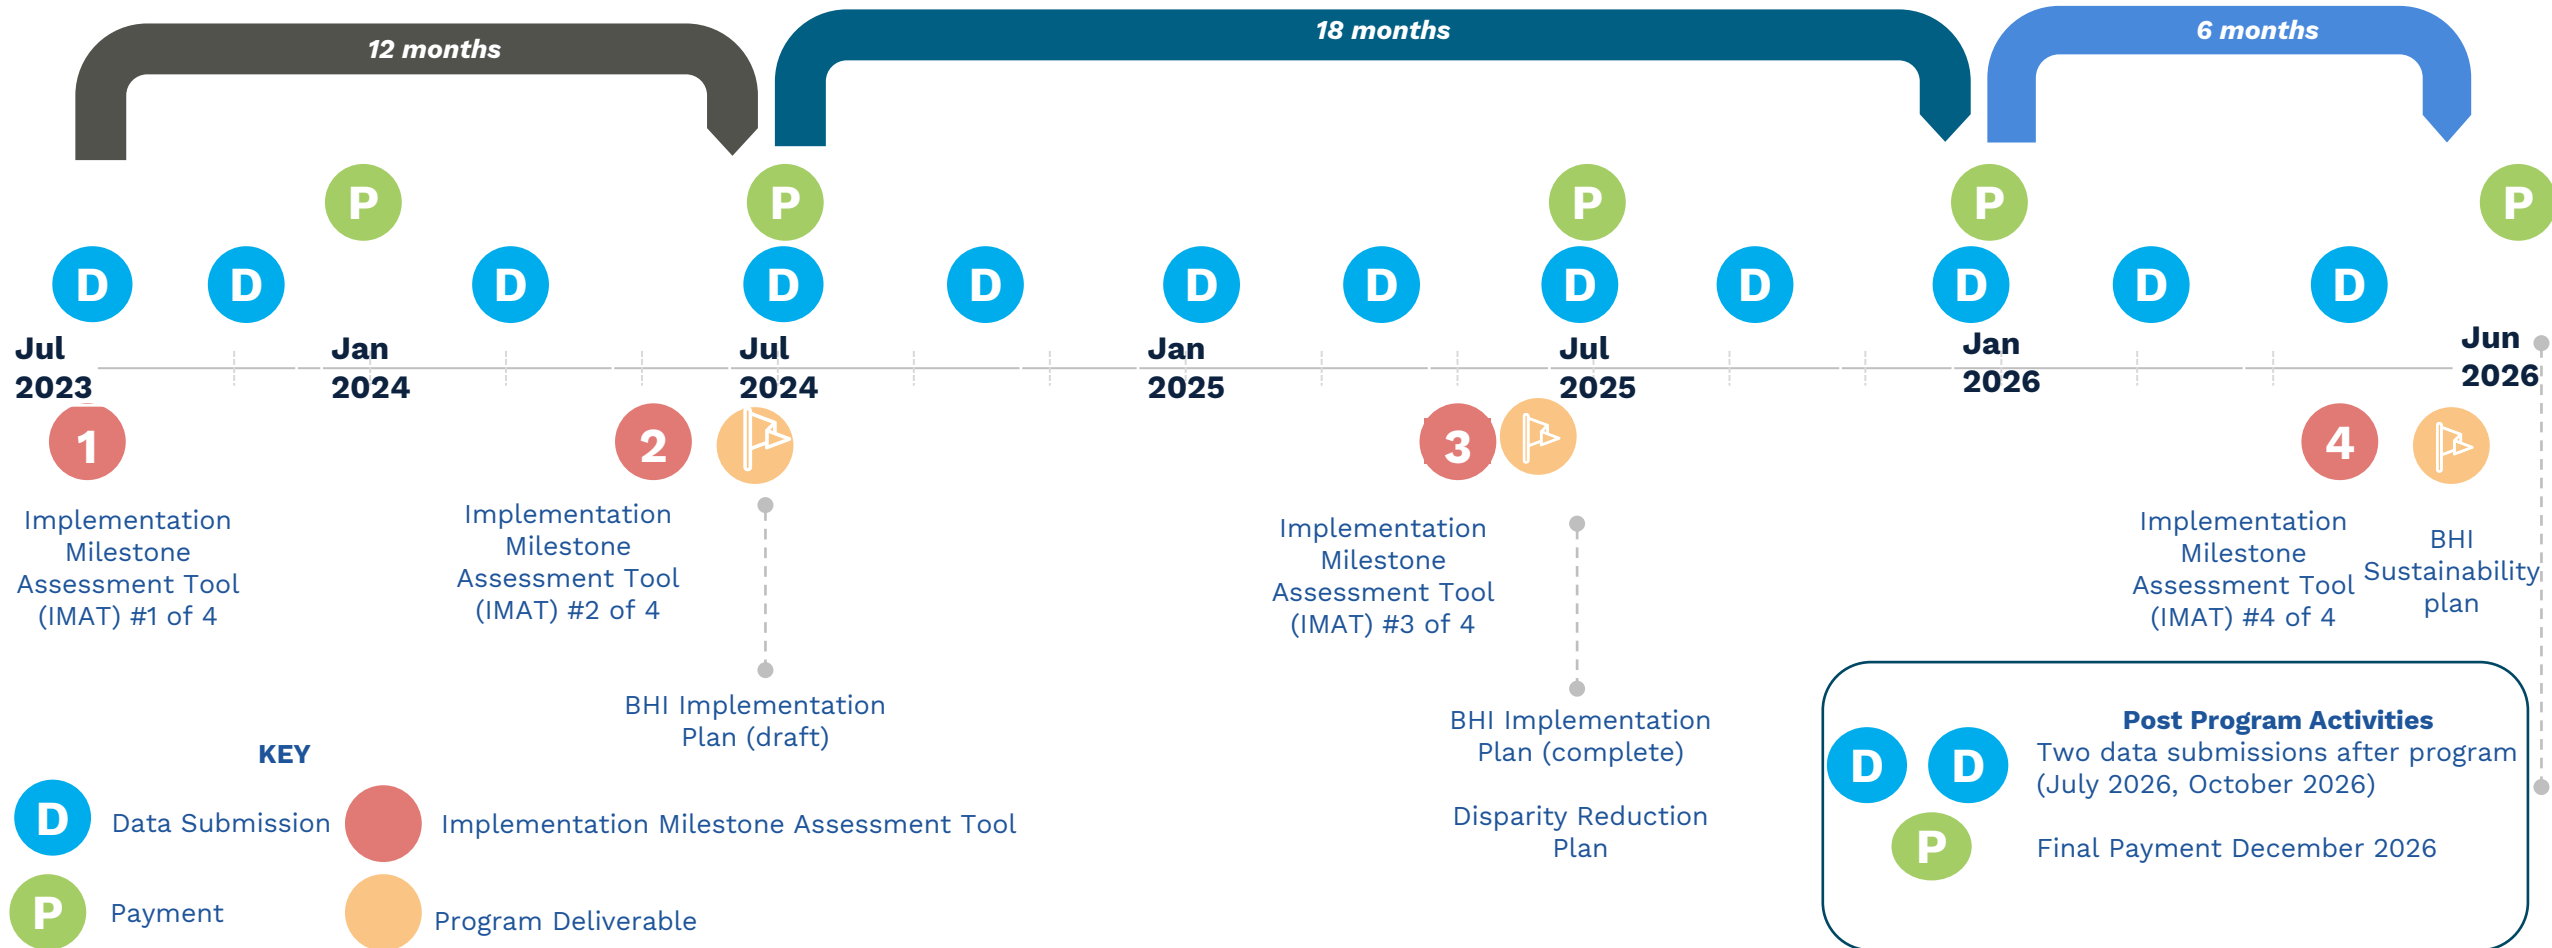 12 months
18 months
6 months
P
P
P
P
P
D
D
D
D
D
D
D
D
D
D
D
D
Jul
2023
Jan
2024
Jul
2024
Jan
2025
Jul
2025
Jan
2026
Jun
2026
1
2
3
4
Implementation
Milestone
Assessment Tool
(IMAT) #1 of 4
Implementation
Milestone
Assessment Tool
(IMAT) #2 of 4
BHI Implementation
Plan (draft)
Implementation
Milestone
Assessment Tool
(IMAT) #3 of 4
BHI Implementation
Plan (complete)
Disparity Reduction
Plan
Implementation
Milestone
Assessment Tool
(IMAT) #4 of 4
BHI
Sustainability
plan
KEY
D
Data Submission
Implementation Milestone Assessment Tool
P
Payment
Program Deliverable
Post Program Activities
D
D
Two data submissions after program
(July 2026, October 2026)
P
Final Payment December 2026